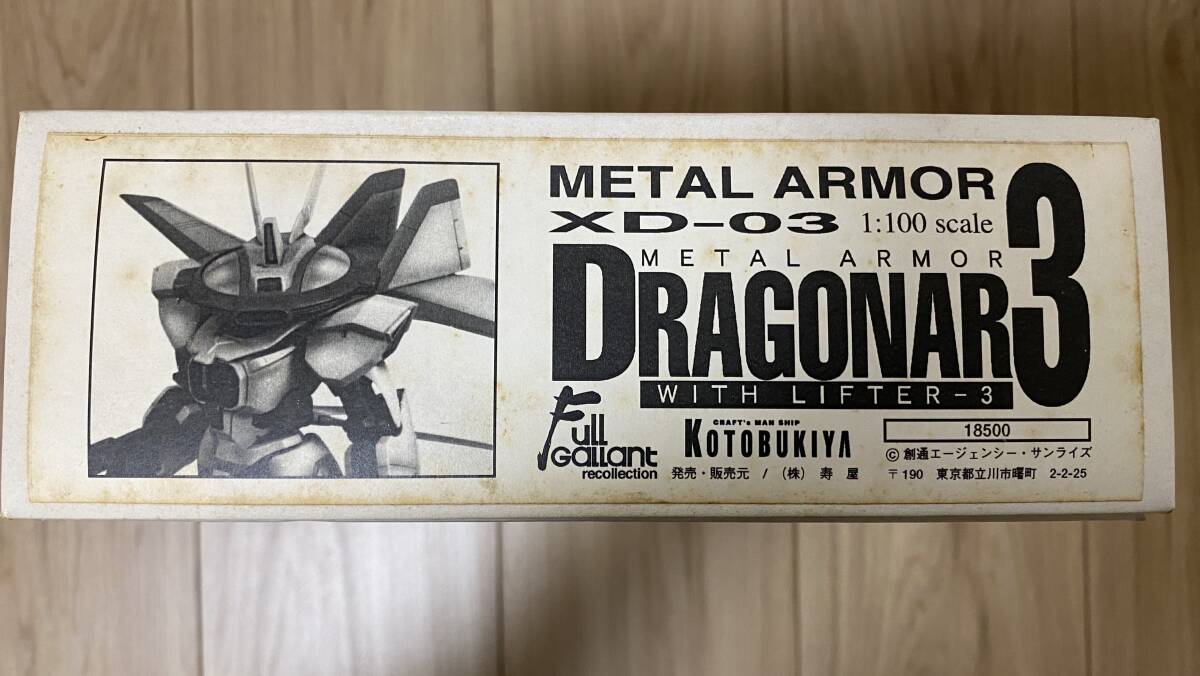 METAL ARMOR
XD-03 1:100 scale
METAL ARMOR
DRAGONAR3
WITH LIFTER-3
Full Gallant
recollection
CRAFT's MAN SHIP
KOTOBUKIYA
18500
©創通エージェンシー・サンライズ
発売・販売元 / (株) 寿 屋 〒190 東京都立川市曙町 2-2-25